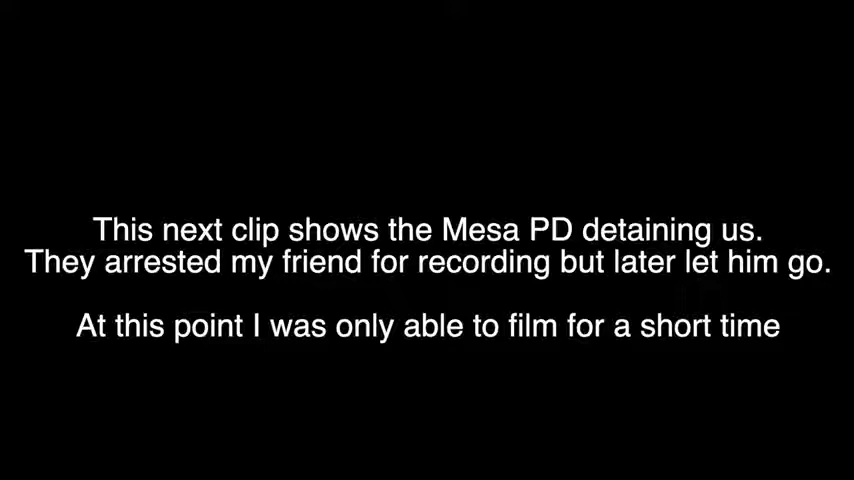 This next clip shows the Mesa PD detaining us.
They arrested my friend for recording but later let him go.
At this point I was only able to film for a short time